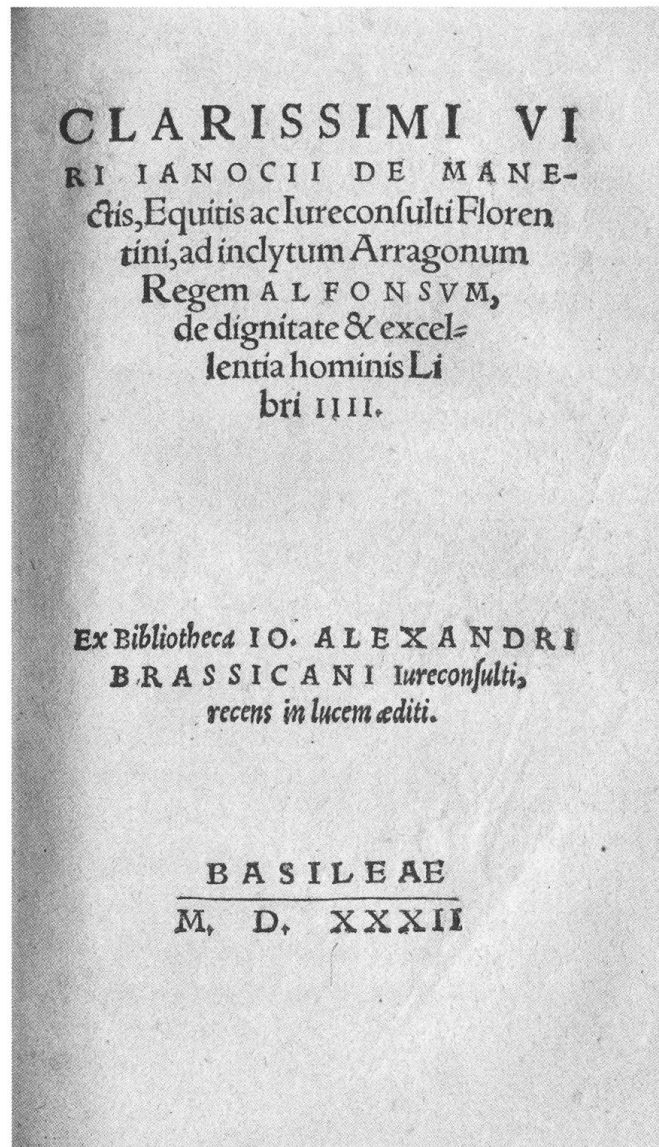 CLARISSIMI VI
RI IANOCII DE MANE-
ctis, Equitis ac Iureconſulti Floren
tini, ad inclytum Arragonum
Regem ALFONSVM,
de dignitate & excel⸗
lentia hominis Li
bri IIII.
Ex Bibliotheca IO. ALEXANDRI
BRASSICANI Iureconſulti,
recens in lucem æditi.
BASILEAE
M. D. XXXII